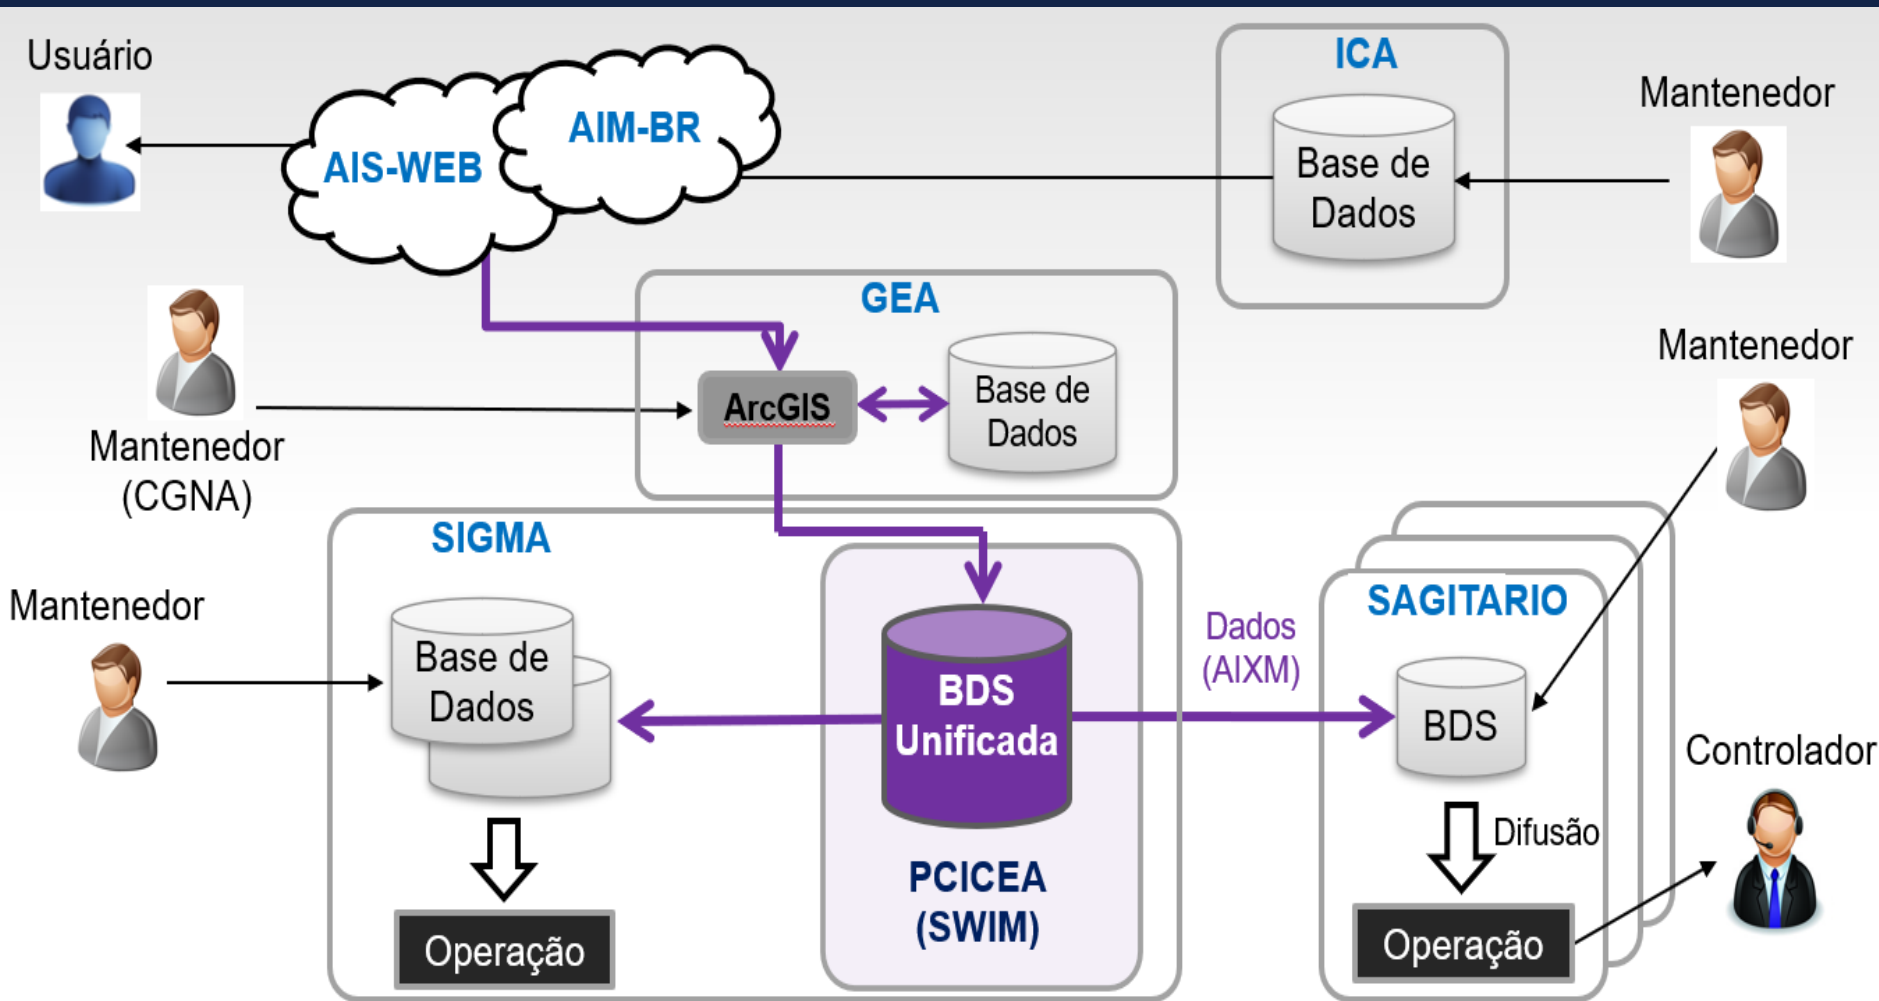 Usuário
AIS-WEB
AIM-BR
ICA
Base de
Dados
Mantenedor
GEA
ArcGIS
Base de
Dados
Mantenedor
(CGNA)
Mantenedor
SIGMA
Mantenedor
Base de
Dados
Operação
BDS
Unificada
PCICEA
(SWIM)
Dados
(AIXM)
SAGITARIO
BDS
Difusão
Operação
Controlador